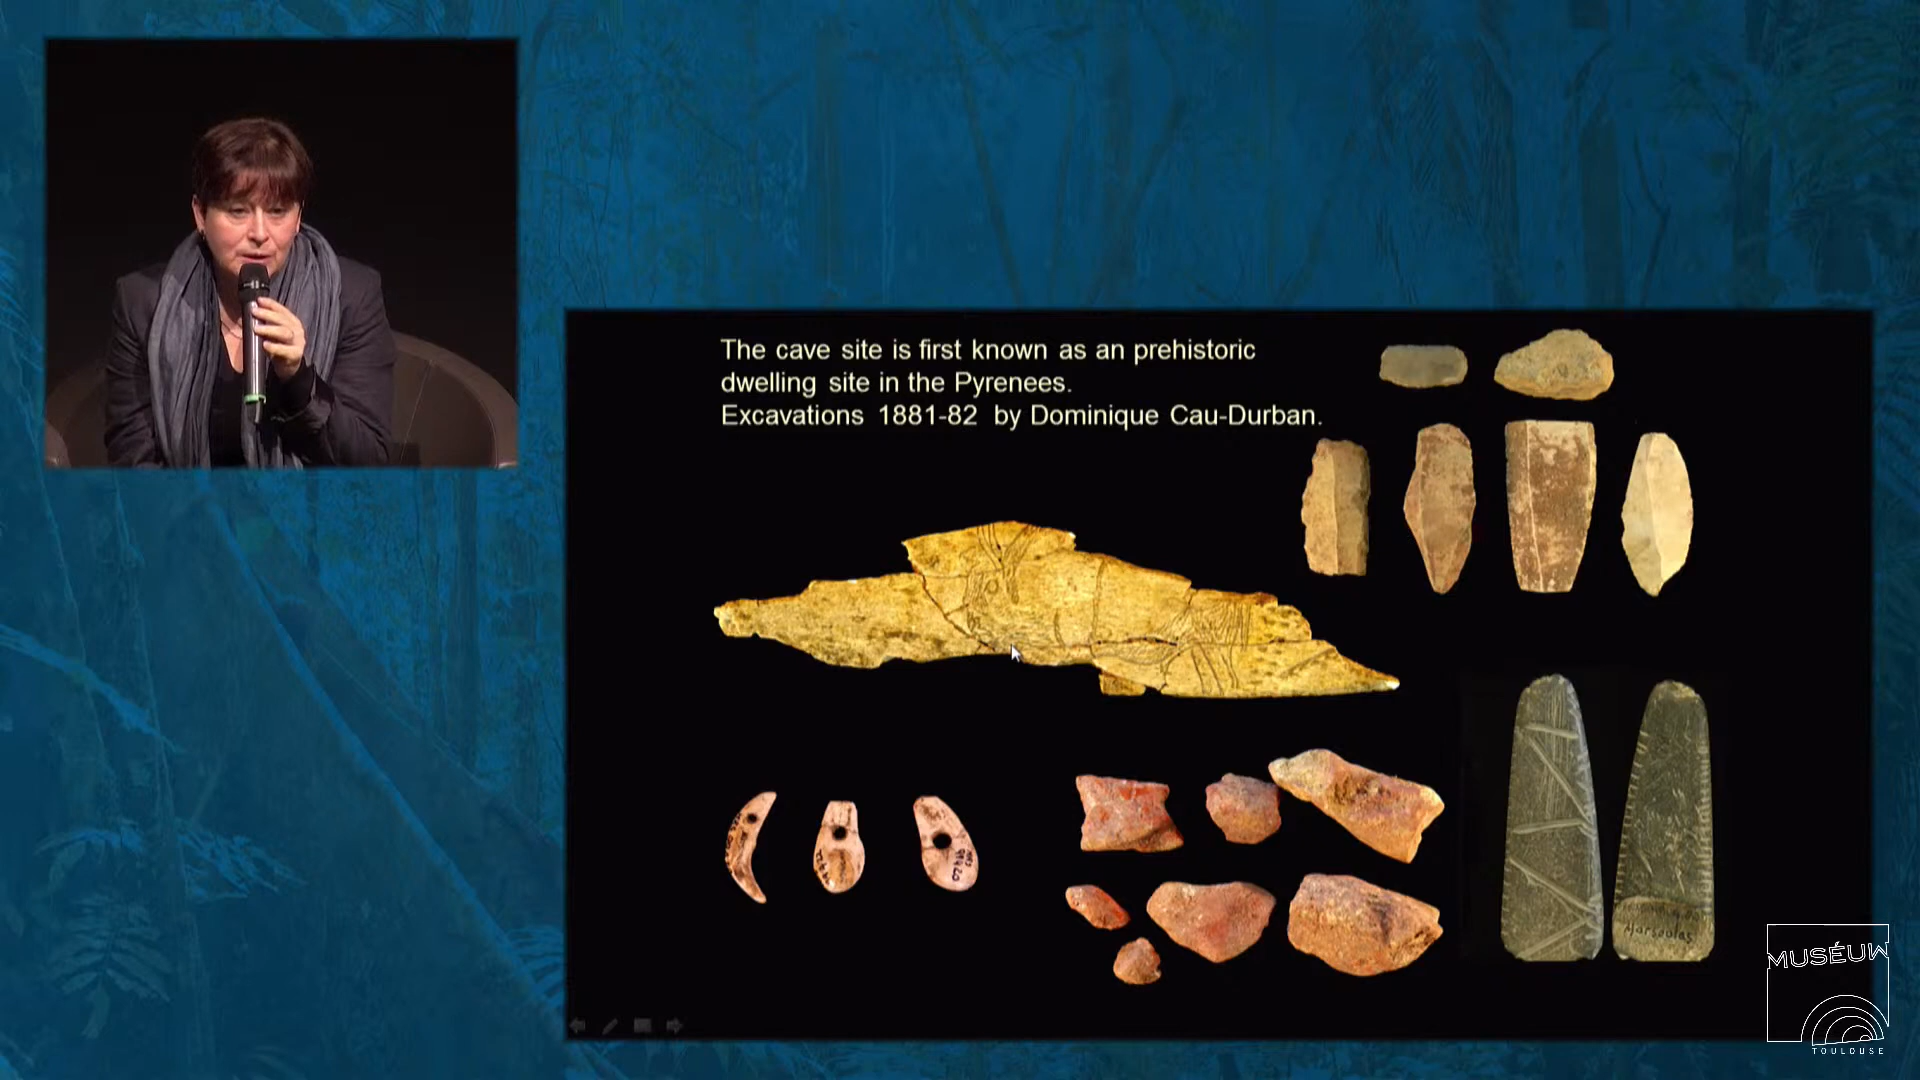 The cave site is first known as an prehistoric
dwelling site in the Pyrenees.
Excavations 1881-82 by Dominique Cau-Durban.
Marsoulas
MUSÉUM
TOULOUSE